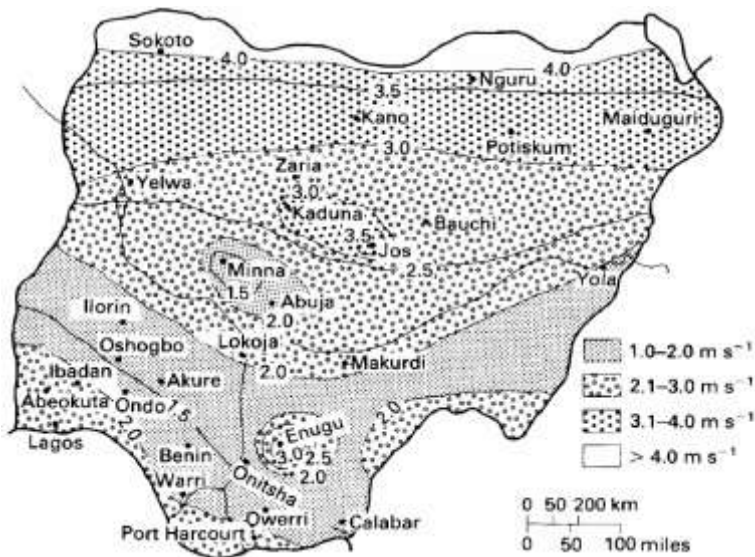 Sokoto
4.0
4.0
3.5
Nguru
Kano
Maiduguri
Potiskum
3.0
Zaria
Yelwa
3.0
Kaduna
Bauchi
3.5
Jos
2.5
Minna
Yola
1.5
Abuja
Ilorin
2.0
Lokoja
Oshogbo
Makurdi
2.0
Ibadan
Akure
Abeokuta
Ondo
1.5
2.0
Lagos
2.0
Enugu
Benin
3.0
2.5
Onitsha
2.0
Warri
Owerri
Calabar
Port Harcourt
1.0–2.0 m s⁻¹
2.1–3.0 m s⁻¹
3.1–4.0 m s⁻¹
> 4.0 m s⁻¹
0 50 200 km
0 50 100 miles